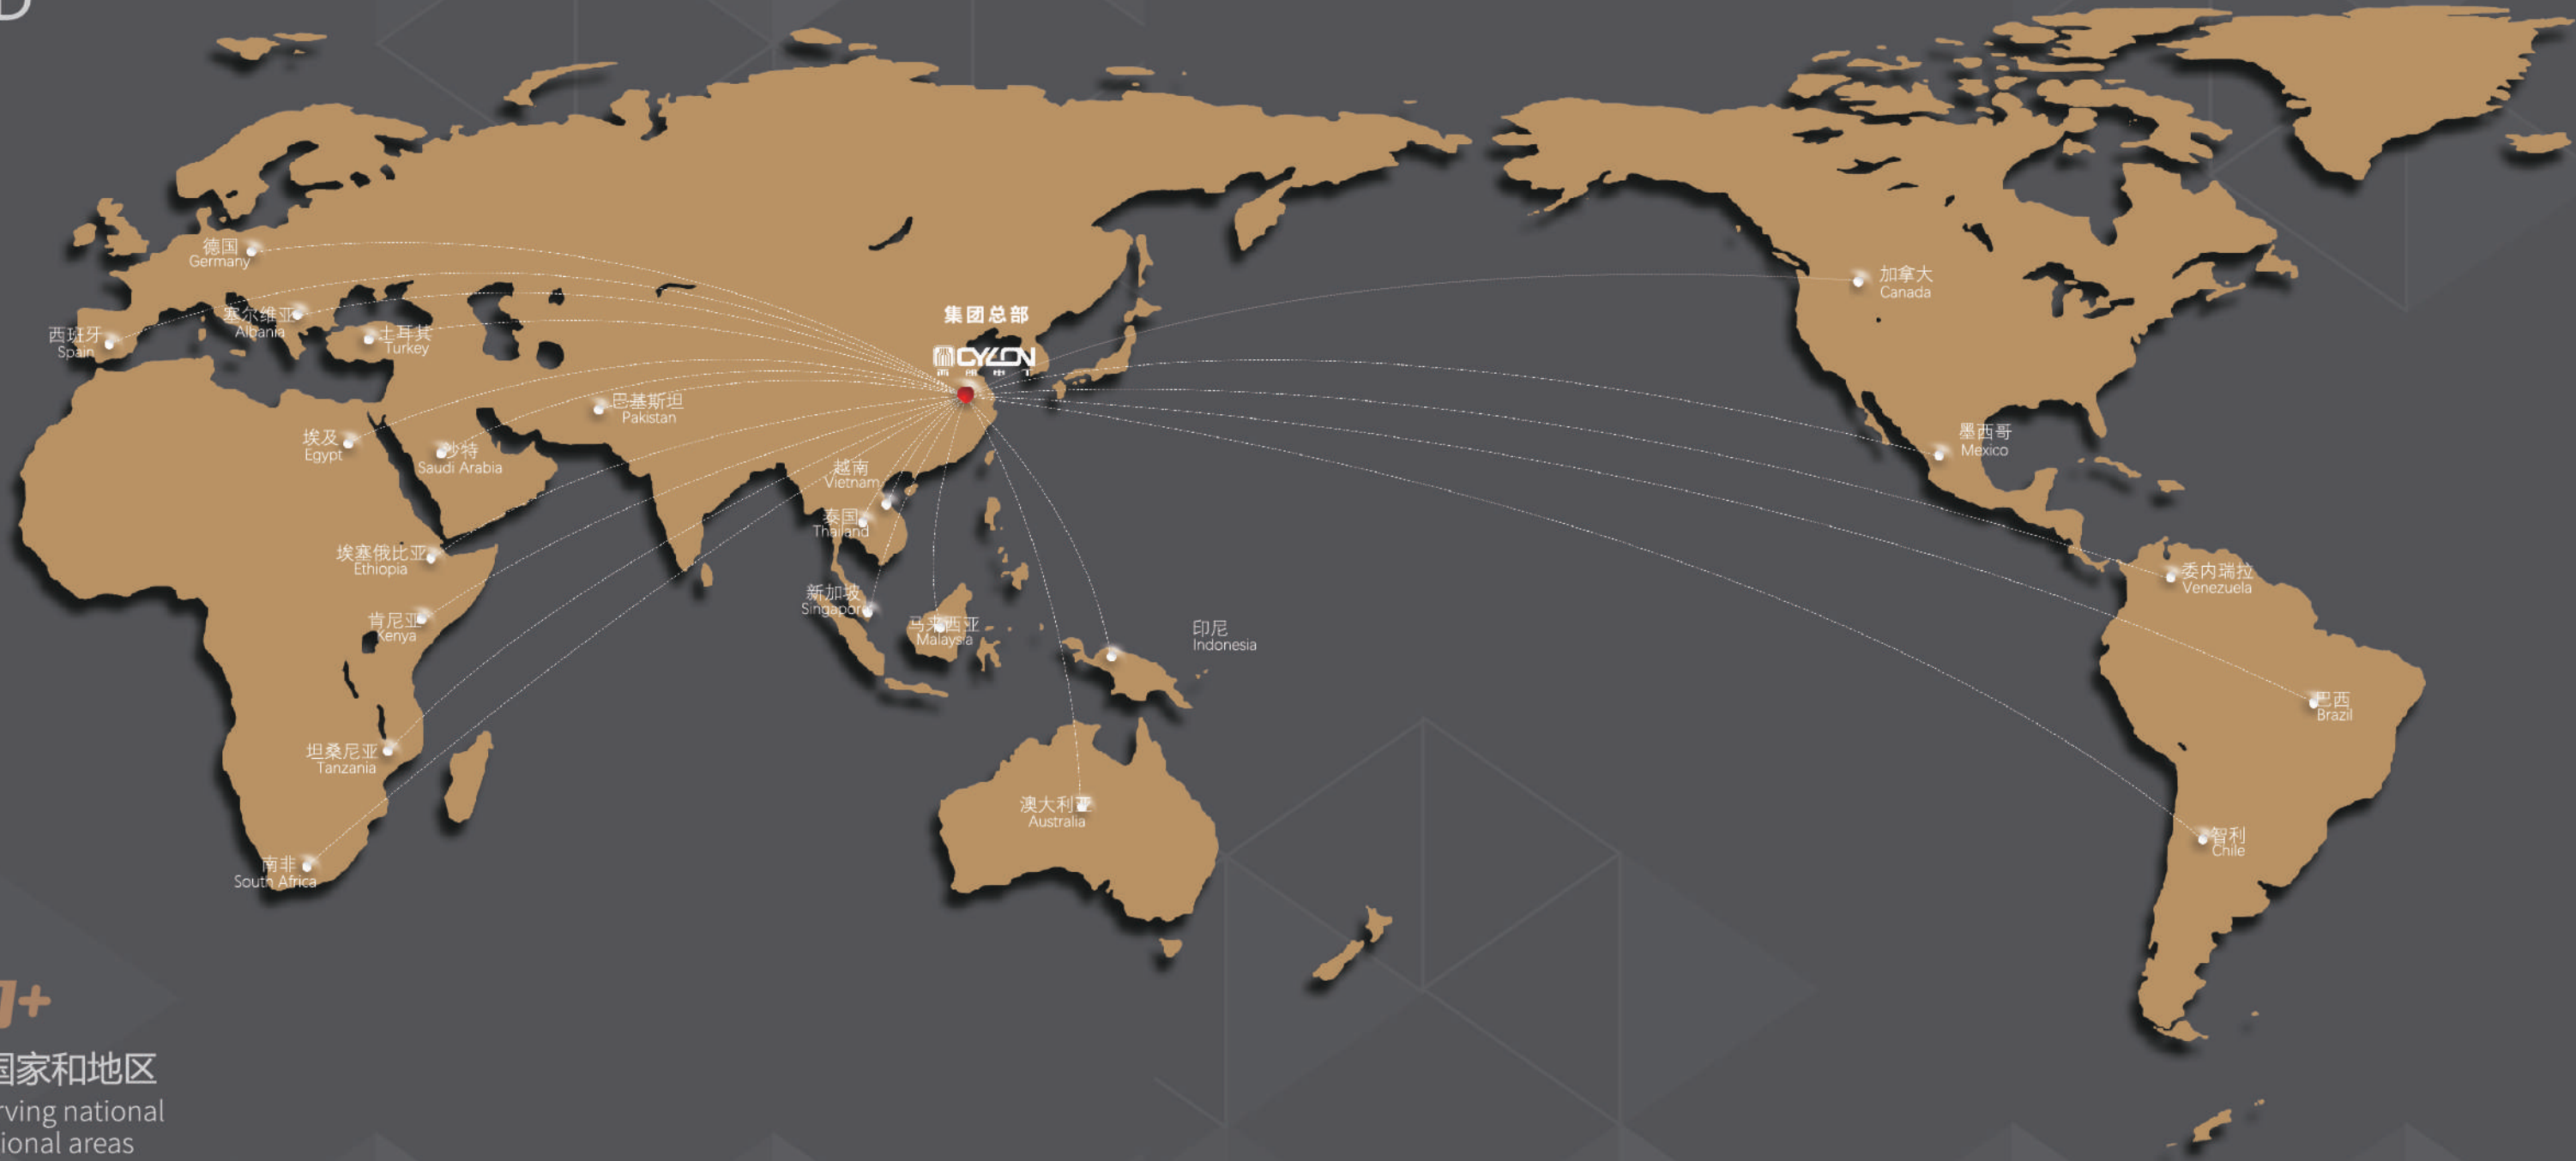 德国
Germany
塞尔维亚
Albania
西班牙
Spain
土耳其
Turkey
集团总部
CYLON
加拿大
Canada
巴基斯坦
Pakistan
埃及
Egypt
沙特
Saudi Arabia
墨西哥
Mexico
越南
Vietnam
泰国
Thailand
埃塞俄比亚
Ethiopia
肯尼亚
Kenya
新加坡
Singapore
马来西亚
Malaysia
印尼
Indonesia
委内瑞拉
Venezuela
巴西
Brazil
坦桑尼亚
Tanzania
澳大利亚
Australia
智利
Chile
南非
South Africa
1+
国家和地区
rving national
ional areas